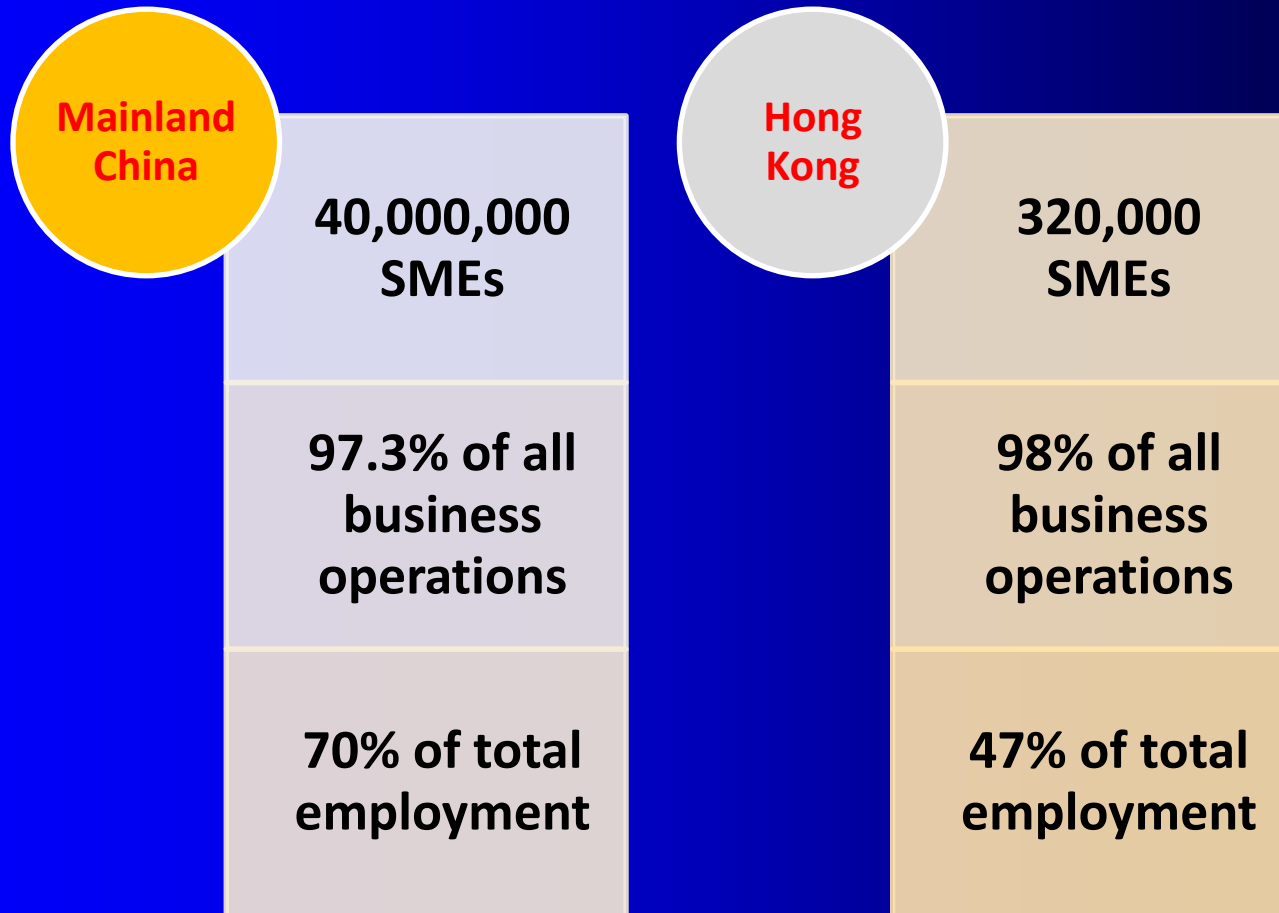 Mainland
China
40,000,000
SMEs
97.3% of all
business
operations
70% of total
employment
Hong
Kong
320,000
SMEs
98% of all
business
operations
47% of total
employment